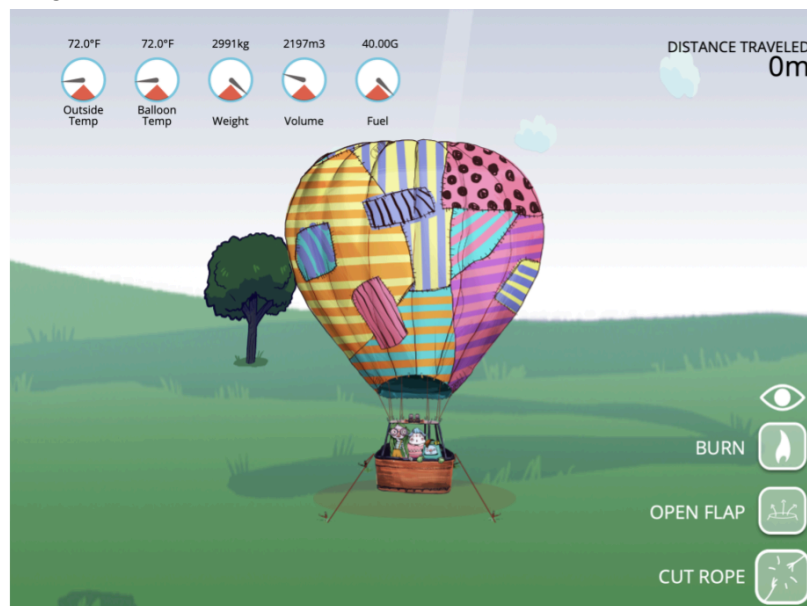 72.0°F 72.0°F 2991kg 2197m3 40.00G
Outside Temp Balloon Temp Weight Volume Fuel
DISTANCE TRAVELED
0m
BURN
OPEN FLAP
CUT ROPE